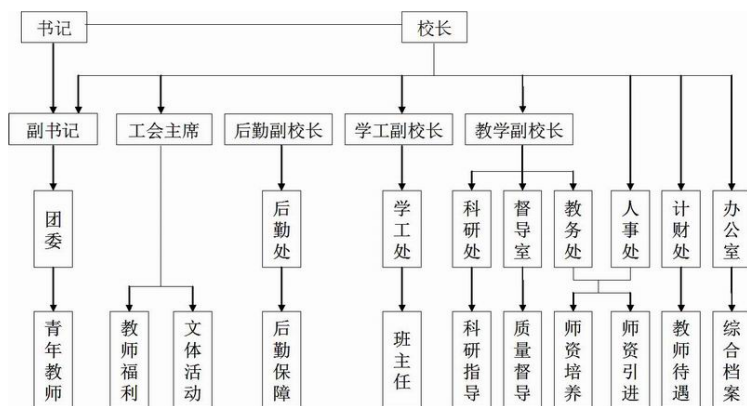 书记
校长
副书记
工会主席
后勤副校长
学工副校长
教学副校长
团委
后勤处
学工处
科研处
督导室
教务处
人事处
计财处
办公室
青年教师
教师福利
文体活动
后勤保障
班主任
科研指导
质量督导
师资培养
师资引进
教师待遇
综合档案